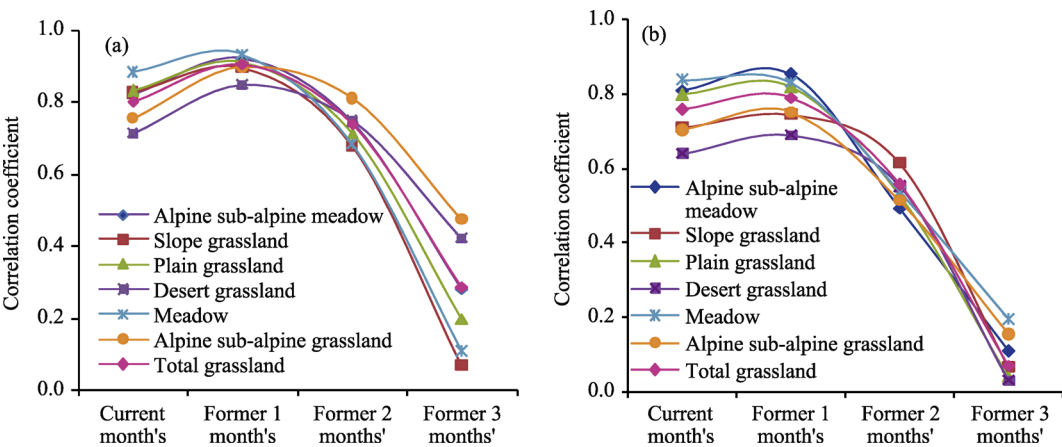 (a)
Correlation coefficient
1.0
0.8
0.6
0.4
0.2
0.0
Alpine sub-alpine meadow
Slope grassland
Plain grassland
Desert grassland
Meadow
Alpine sub-alpine grassland
Total grassland
Current
month's
Former 1
month's
Former 2
months'
Former 3
months'
(b)
Correlation coefficient
1.0
0.8
0.6
0.4
0.2
0.0
Alpine sub-alpine
meadow
Slope grassland
Plain grassland
Desert grassland
Meadow
Alpine sub-alpine grassland
Total grassland
Current
month's
Former 1
month's
Former 2
months'
Former 3
months'